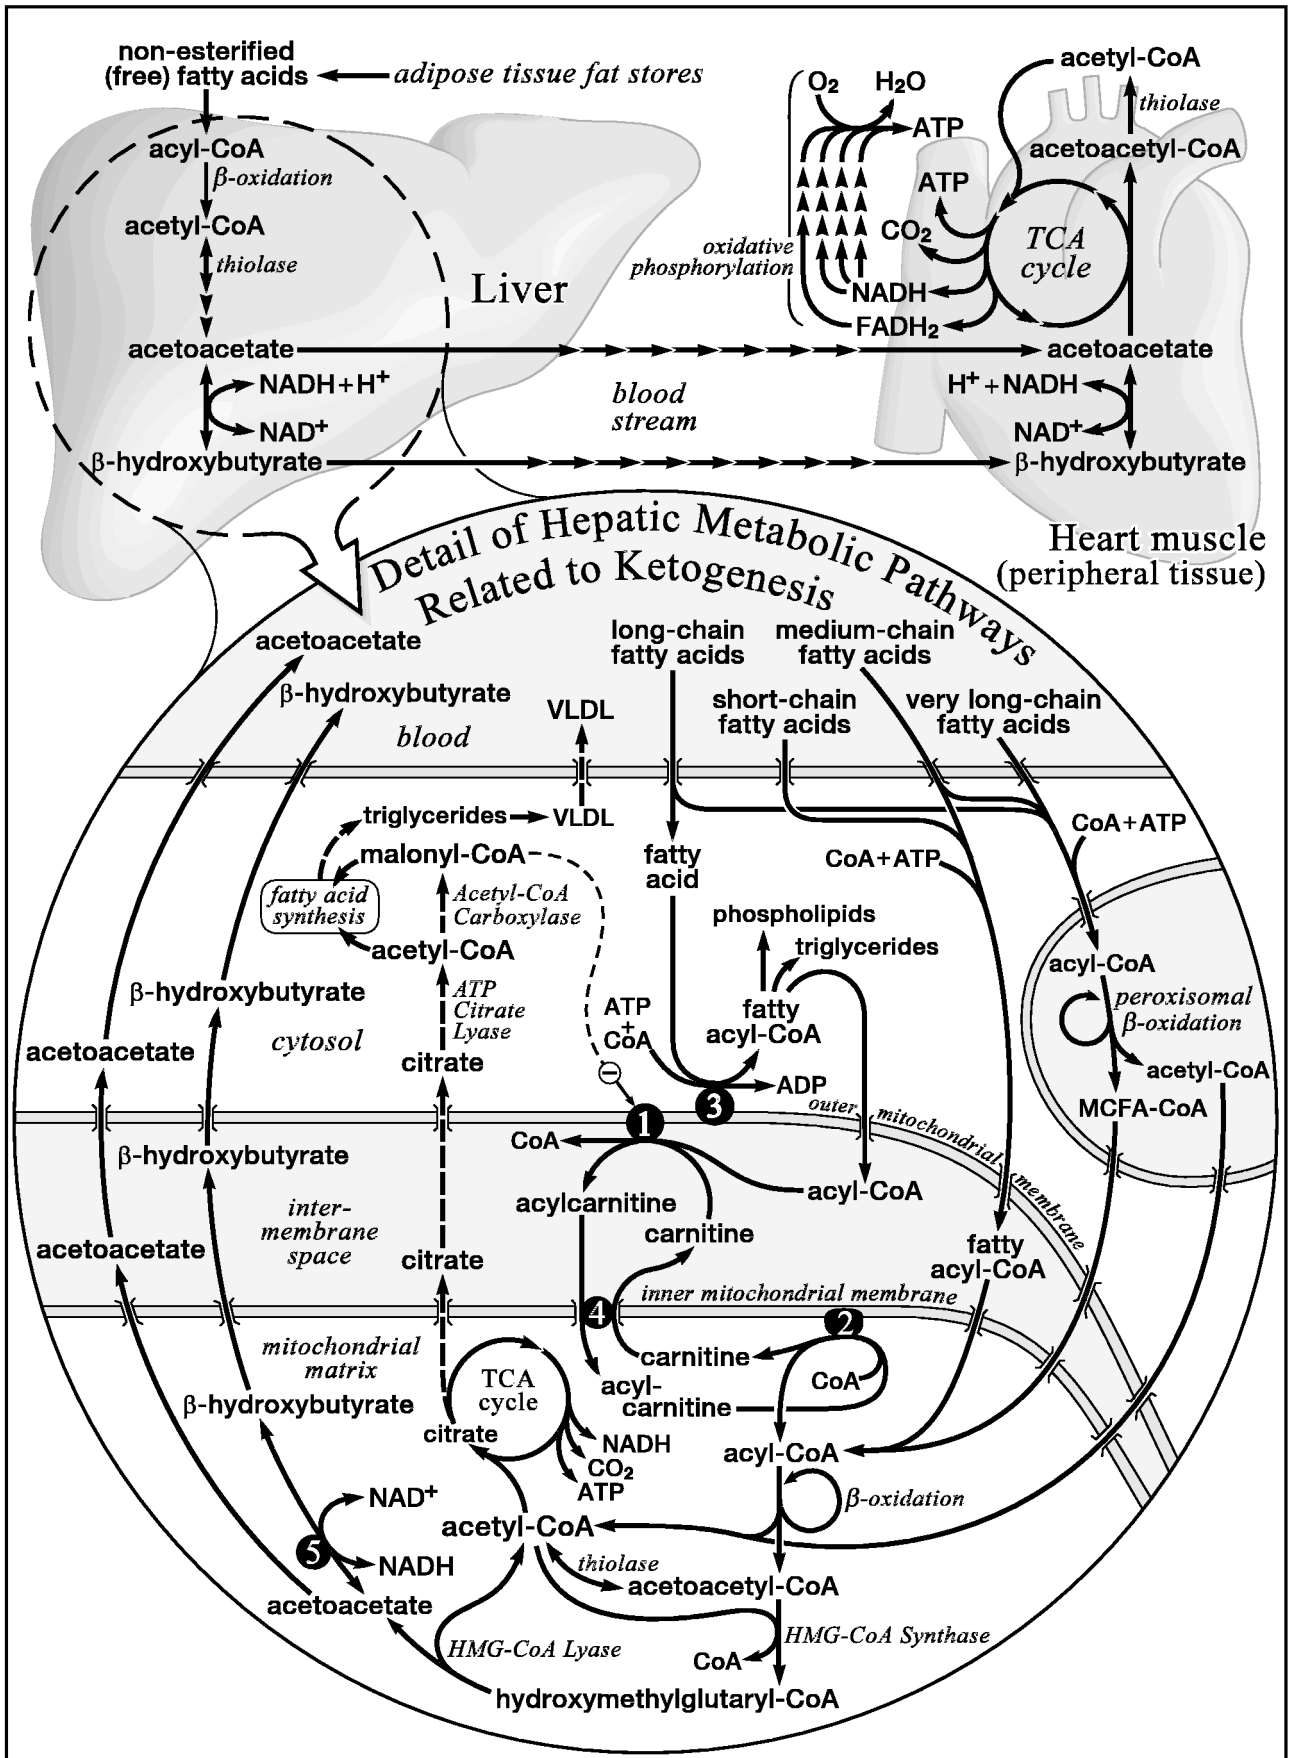 non-esterified
(free) fatty acids
adipose tissue fat stores
acyl-CoA
β-oxidation
acetyl-CoA
thiolase
Liver
acetoacetate
NADH+H+
NAD+
β-hydroxybutyrate
blood
stream
O2
H2O
ATP
acetyl-CoA
thiolase
acetoacetyl-CoA
ATP
CO2
TCA
cycle
oxidative
phosphorylation
NADH
FADH2
acetoacetate
H+ + NADH
NAD+
β-hydroxybutyrate
Heart muscle
(peripheral tissue)
Detail of Hepatic Metabolic Pathways
Related to Ketogenesis
acetoacetate
β-hydroxybutyrate
blood
VLDL
long-chain
fatty acids
medium-chain
fatty acids
short-chain
fatty acids
very long-chain
fatty acids
triglycerides
VLDL
malonyl-CoA
fatty acid
synthesis
Acetyl-CoA
Carboxylase
acetyl-CoA
fatty
acid
CoA+ATP
CoA+ATP
phospholipids
triglycerides
acyl-CoA
peroxisomal
β-oxidation
acetyl-CoA
MCFA-CoA
β-hydroxybutyrate
ATP
Citrate
Lyase
cytosol
acetoacetate
citrate
ATP
+
CoA
fatty
acyl-CoA
ADP
−
3
1
outer mitochondrial membrane
CoA
β-hydroxybutyrate
acyl-CoA
acylcarnitine
carnitine
inter-
membrane
space
acetoacetate
citrate
fatty
acyl-CoA
inner mitochondrial membrane
4
2
mitochondrial
matrix
carnitine
CoA
acyl-
carnitine
TCA
cycle
β-hydroxybutyrate
citrate
NADH
CO2
ATP
acyl-CoA
β-oxidation
NAD+
acetyl-CoA
5
NADH
thiolase
acetoacetyl-CoA
acetoacetate
HMG-CoA Lyase
HMG-CoA Synthase
CoA
hydroxymethylglutaryl-CoA